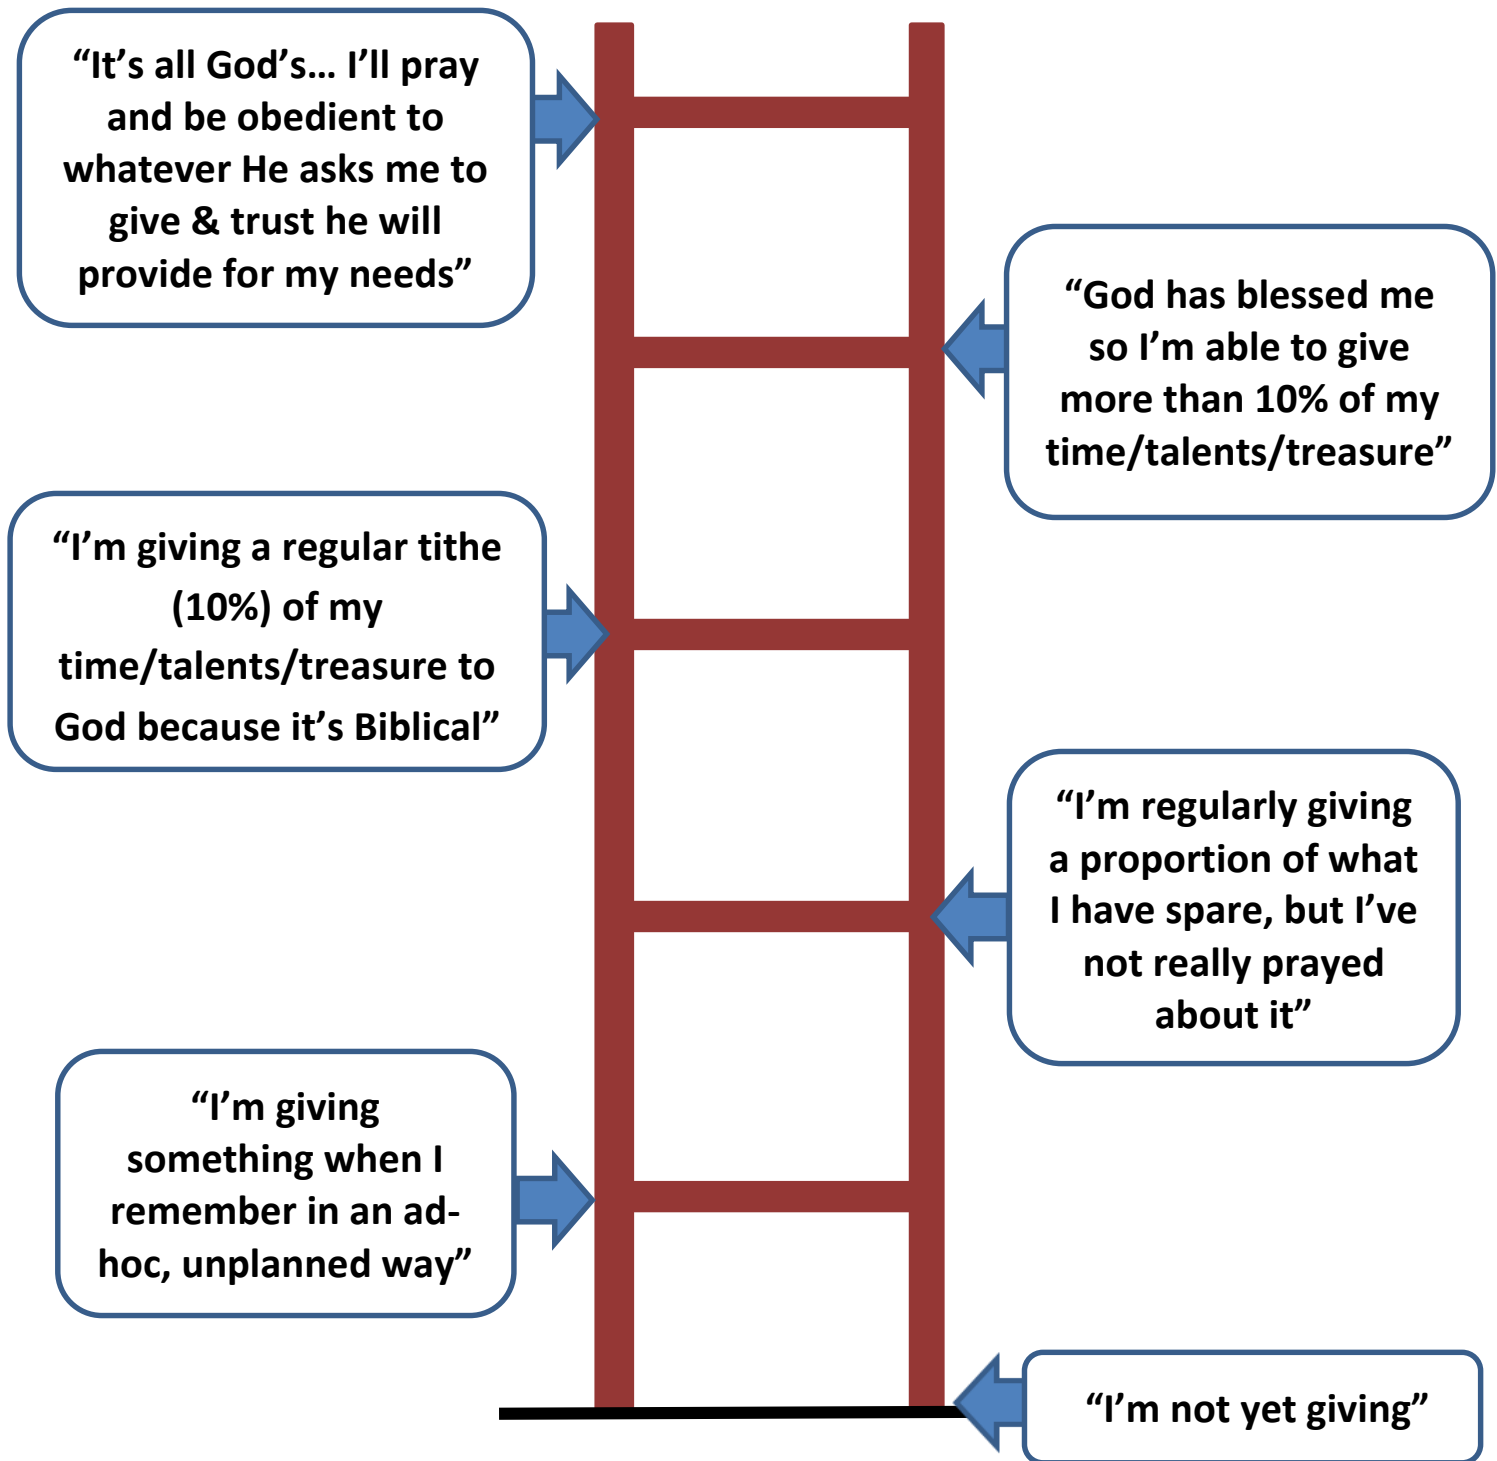 “It’s all God’s… I’ll pray
and be obedient to
whatever He asks me to
give & trust he will
provide for my needs”
“God has blessed me
so I’m able to give
more than 10% of my
time/talents/treasure”
“I’m giving a regular tithe
(10%) of my
time/talents/treasure to
God because it’s Biblical”
“I’m regularly giving
a proportion of what
I have spare, but I’ve
not really prayed
about it”
“I’m giving
something when I
remember in an ad-
hoc, unplanned way”
“I’m not yet giving”